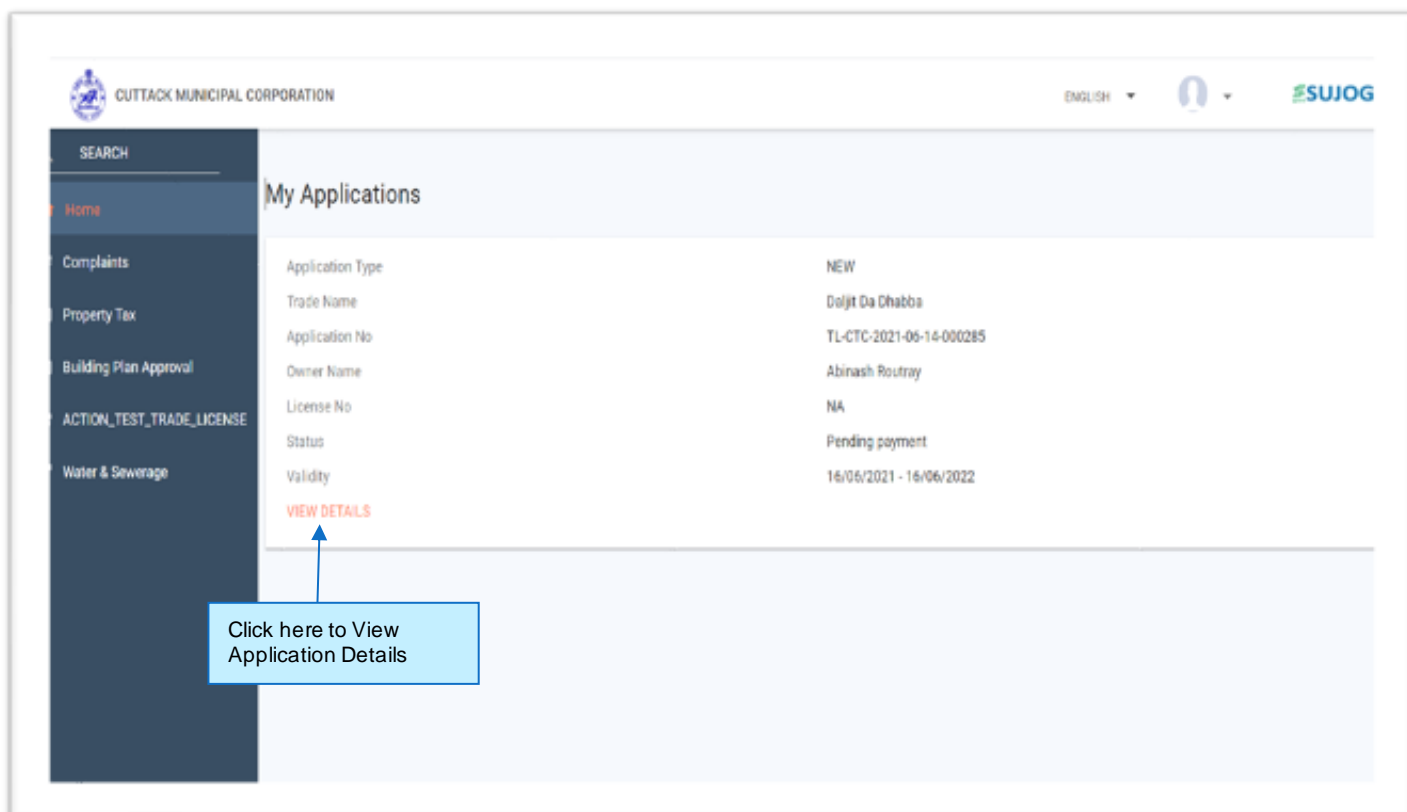 CUTTACK MUNICIPAL CORPORATION
ENGLISH
SUJOG
SEARCH
My Applications
Home
Complaints
Property Tax
Building Plan Approval
ACTION_TEST_TRADE_LICENSE
Water & Sewerage
Application Type NEW
Trade Name Daljit Da Dhabba
Application No TL-CTC-2021-06-14-000285
Owner Name Abinash Routray
License No NA
Status Pending payment
Validity 16/06/2021 - 16/06/2022
VIEW DETAILS
Click here to View
Application Details